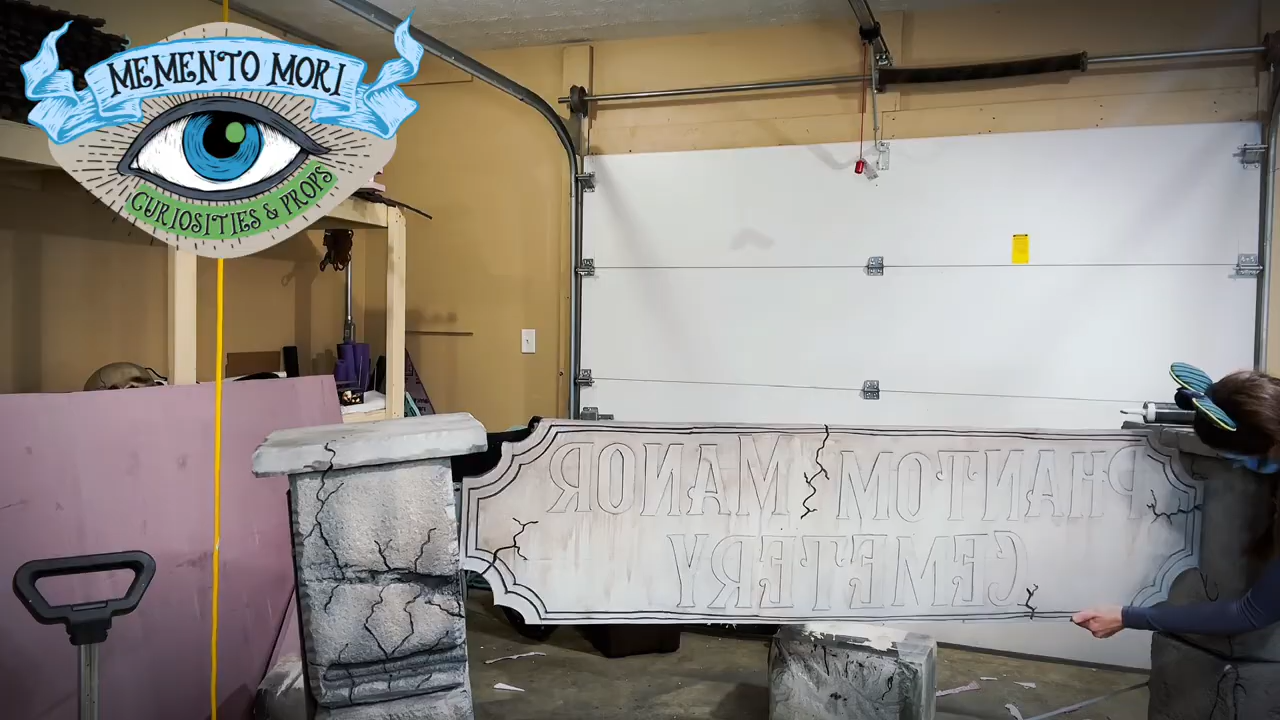 MEMENTO MORI
CURIOSITIES & PROPS
PHANTOM MANOR
CEMETERY